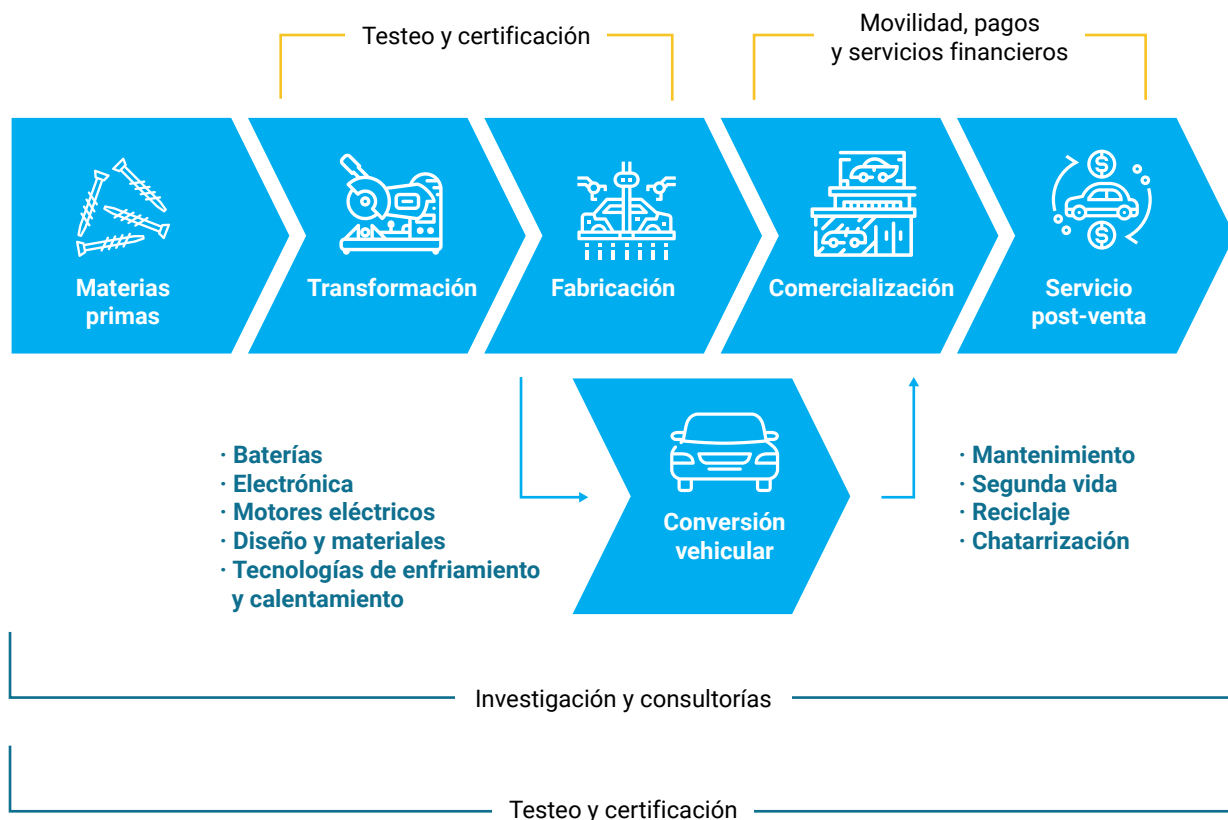 Testeo y certificación
Movilidad, pagos
y servicios financieros
Materias
primas
Transformación
Fabricación
Comercialización
Servicio
post-venta
· Baterías
· Electrónica
· Motores eléctricos
· Diseño y materiales
· Tecnologías de enfriamiento
y calentamiento
Conversión
vehicular
· Mantenimiento
· Segunda vida
· Reciclaje
· Chatarrización
Investigación y consultorías
Testeo y certificación